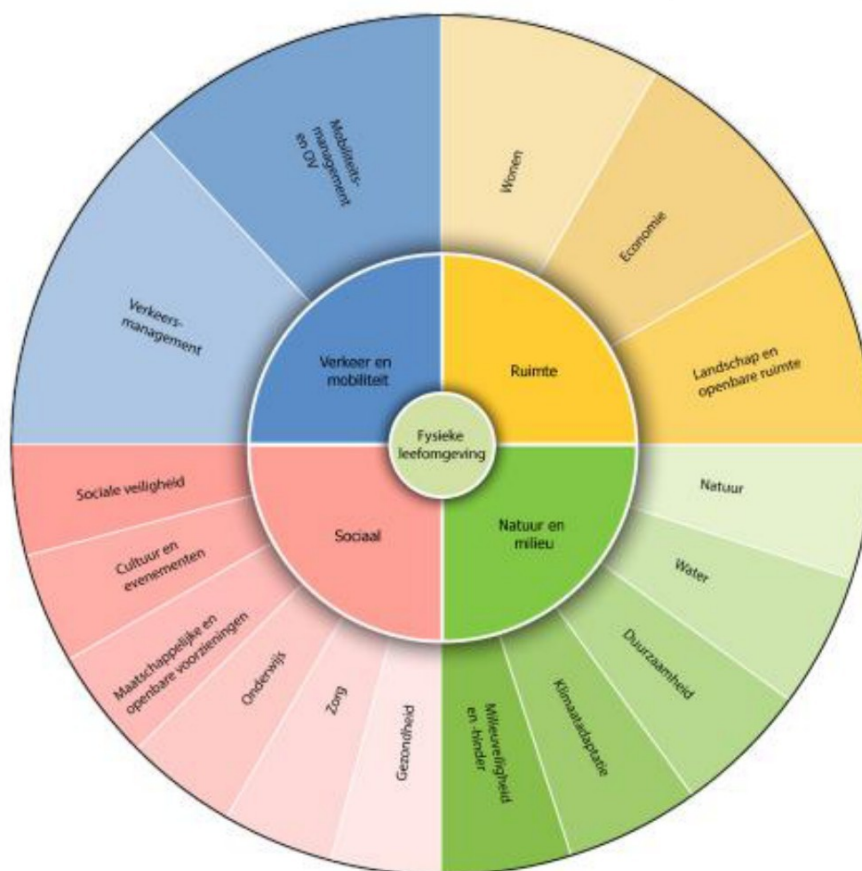 Mobiliteits-
management
en OV
Wonen
Economie
Verkeers-
management
Landschap en
openbare ruimte
Verkeer en
mobiliteit
Ruimte
Fysieke
leefomgeving
Sociaal
Natuur en
milieu
Sociale veiligheid
Cultuur en
evenementen
Maatschappelijke en
openbare voorzieningen
Onderwijs
Zorg
Gezondheid
Milieuveiligheid
en -hinder
Klimaatadaptatie
Duurzaamheid
Water
Natuur